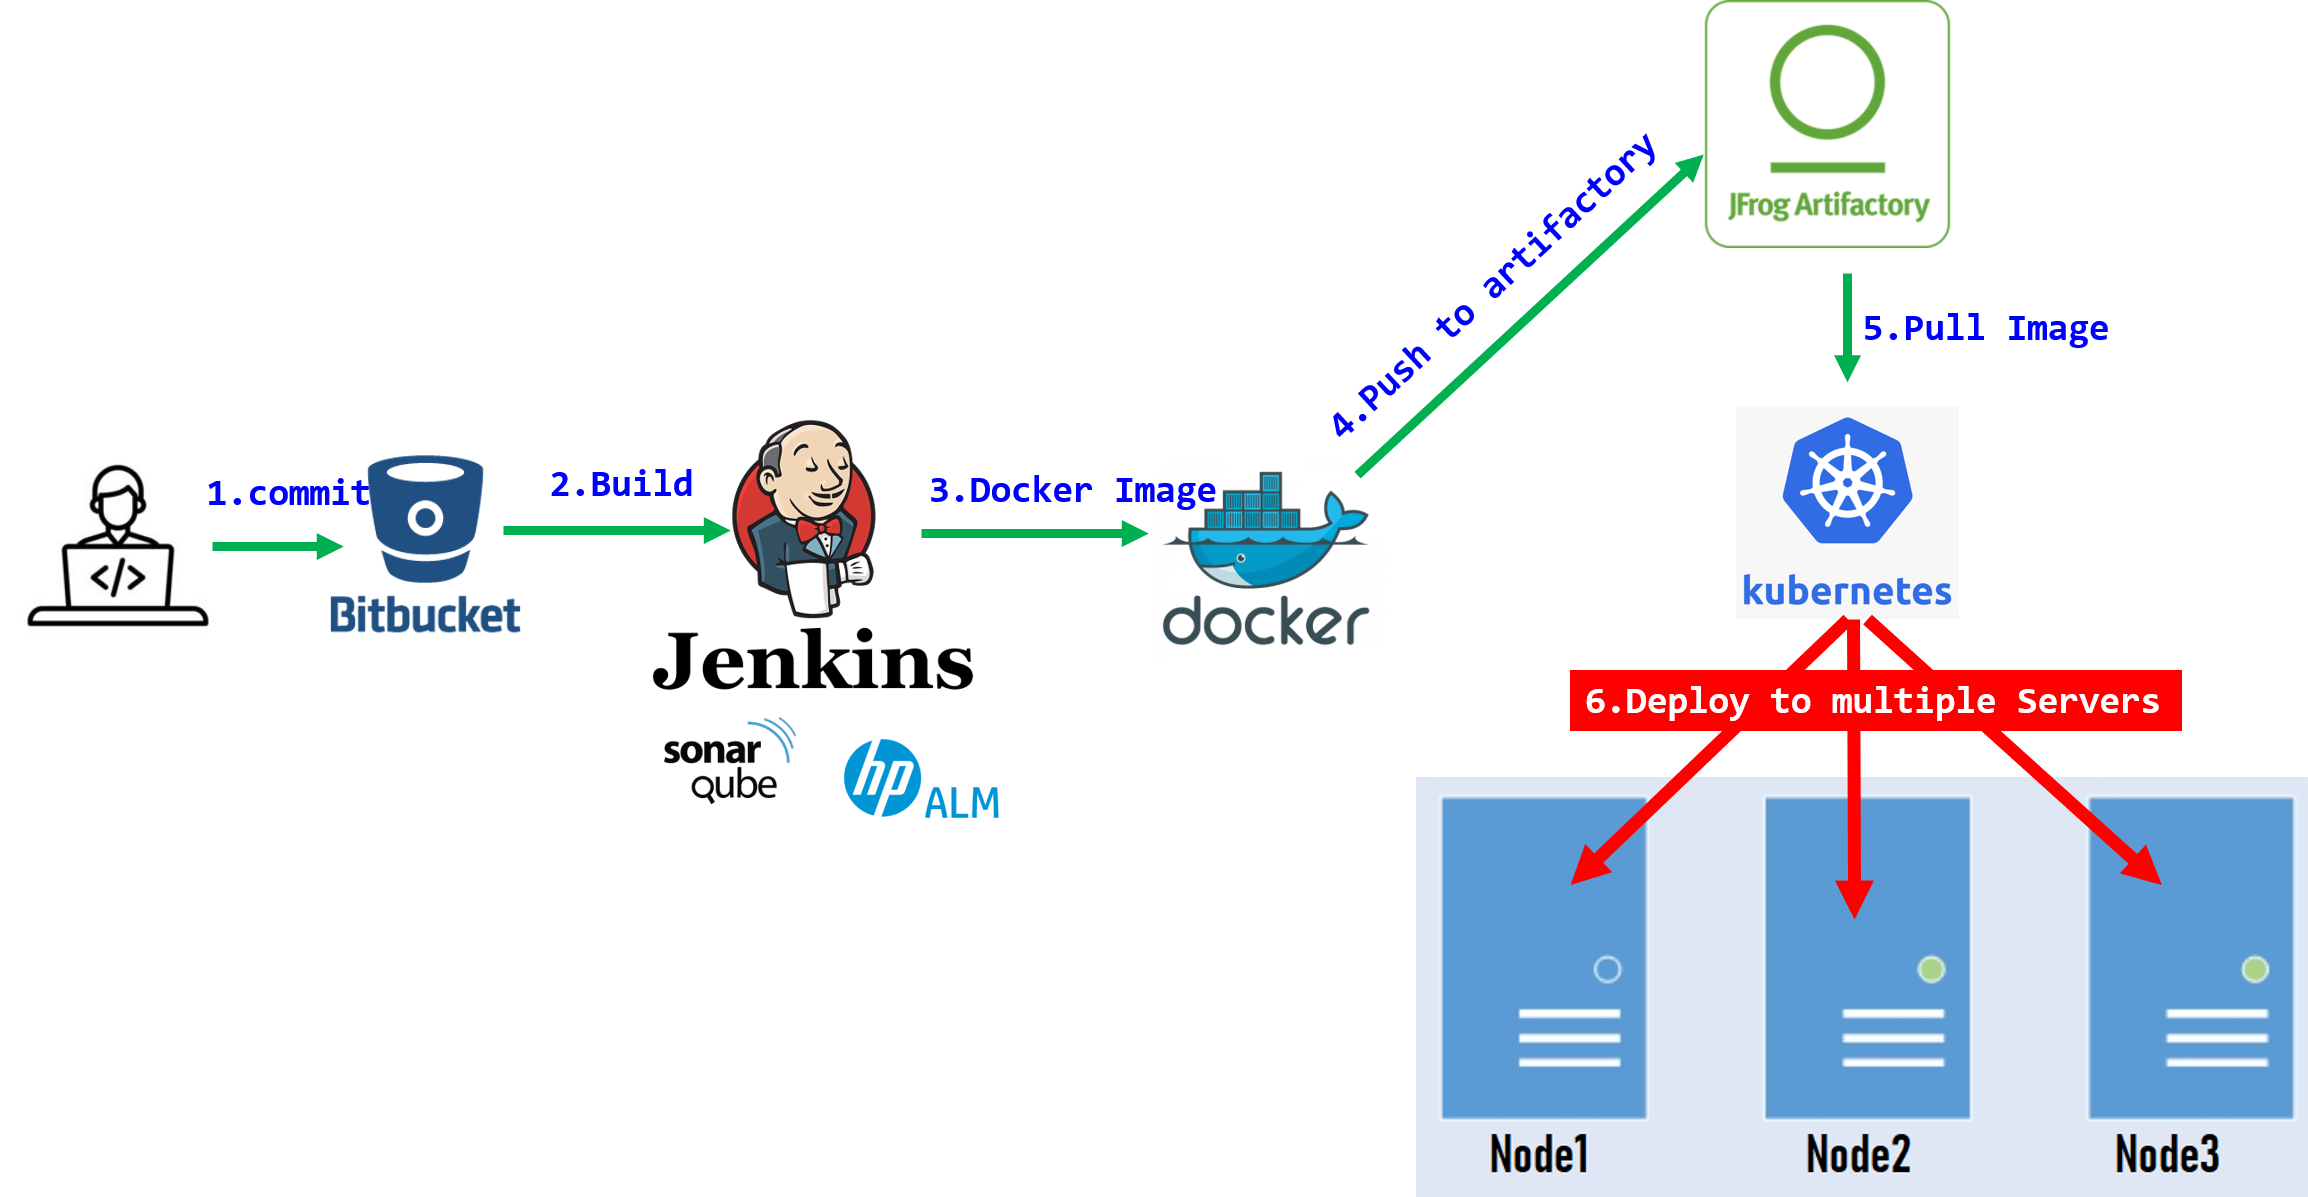 1.commit
Bitbucket
2.Build
Jenkins
sonar
qube
hp
ALM
3.Docker Image
docker
4.Push to artifactory
JFrog Artifactory
5.Pull Image
kubernetes
6.Deploy to multiple Servers
Node1
Node2
Node3